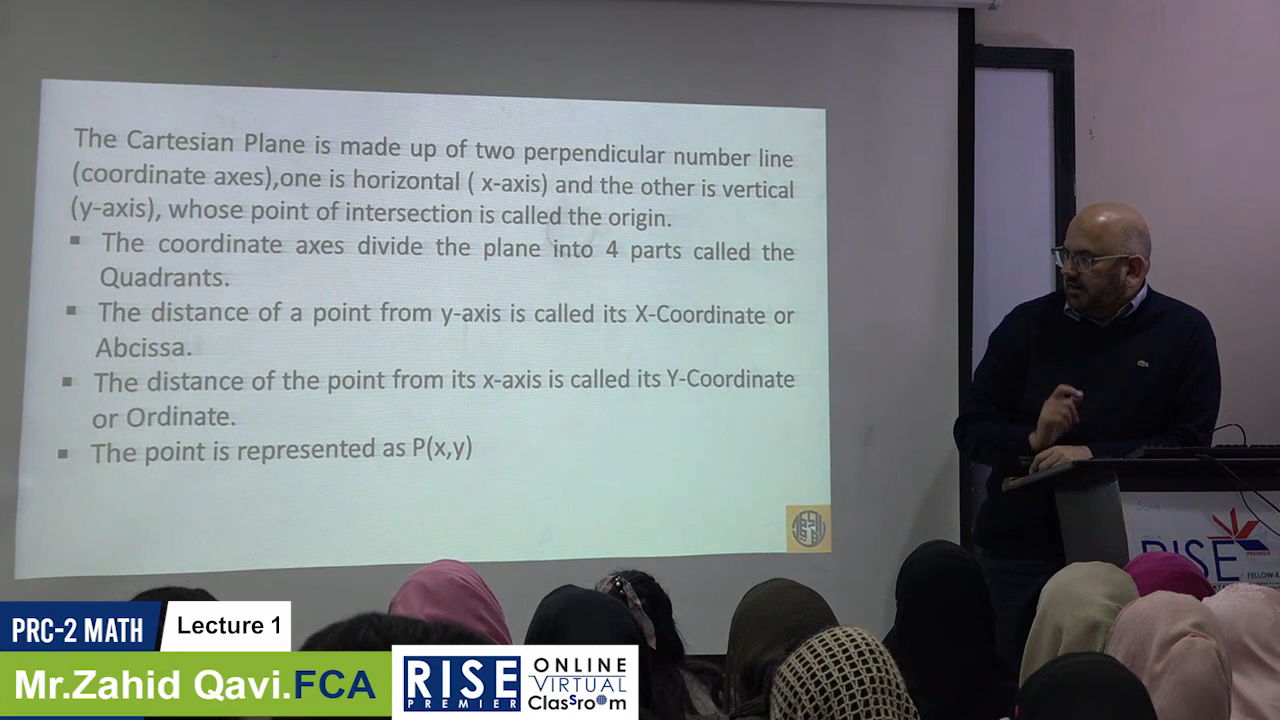 The Cartesian Plane is made up of two perpendicular number line
(coordinate axes),one is horizontal ( x-axis) and the other is vertical
(y-axis), whose point of intersection is called the origin.
▪ The coordinate axes divide the plane into 4 parts called the
Quadrants.
▪ The distance of a point from y-axis is called its X-Coordinate or
Abcissa.
▪ The distance of the point from its x-axis is called its Y-Coordinate
or Ordinate.
▪ The point is represented as P(x,y)
RISE
PREMIER
PRC-2 MATH
Lecture 1
Mr.Zahid Qavi.FCA
RISE
PREMIER
ONLINE
VIRTUAL
ClasSroom